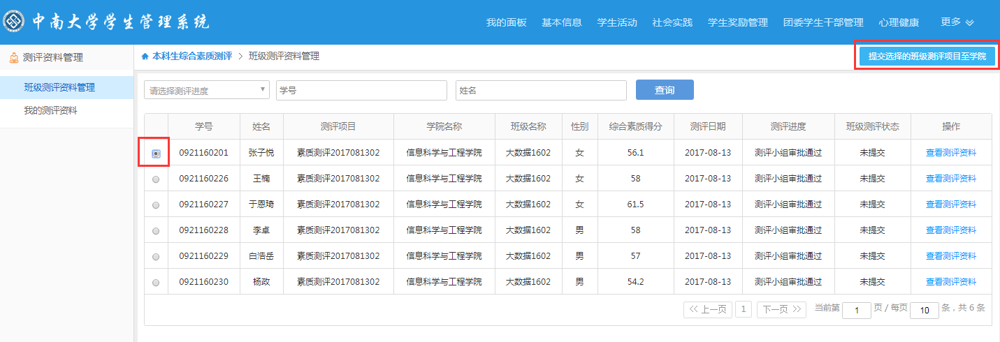 中南大学学生管理系统
我的面板 基本信息 学生活动 社会实践 学生奖励管理 团委学生干部管理 心理健康 更多
测评资料管理
班级测评资料管理
我的测评资料
本科生综合素质测评 > 班级测评资料管理
提交选择的班级测评项目至学院
请选择测评进度 学号 姓名 查询
学号 姓名 测评项目 学院名称 班级名称 性别 综合素质得分 测评日期 测评进度 班级测评状态 操作
0921160201 张子悦 素质测评2017081302 信息科学与工程学院 大数据1602 女 56.1 2017-08-13 测评小组审批通过 未提交 查看测评资料
0921160226 王楠 素质测评2017081302 信息科学与工程学院 大数据1602 女 58 2017-08-13 测评小组审批通过 未提交 查看测评资料
0921160227 于恩琦 素质测评2017081302 信息科学与工程学院 大数据1602 女 61.5 2017-08-13 测评小组审批通过 未提交 查看测评资料
0921160228 李卓 素质测评2017081302 信息科学与工程学院 大数据1602 男 58 2017-08-13 测评小组审批通过 未提交 查看测评资料
0921160229 白浩岳 素质测评2017081302 信息科学与工程学院 大数据1602 男 57 2017-08-13 测评小组审批通过 未提交 查看测评资料
0921160230 杨政 素质测评2017081302 信息科学与工程学院 大数据1602 男 54.2 2017-08-13 测评小组审批通过 未提交 查看测评资料
上一页 1 下一页 当前第 1 页 / 每页 10 条，共 6 条